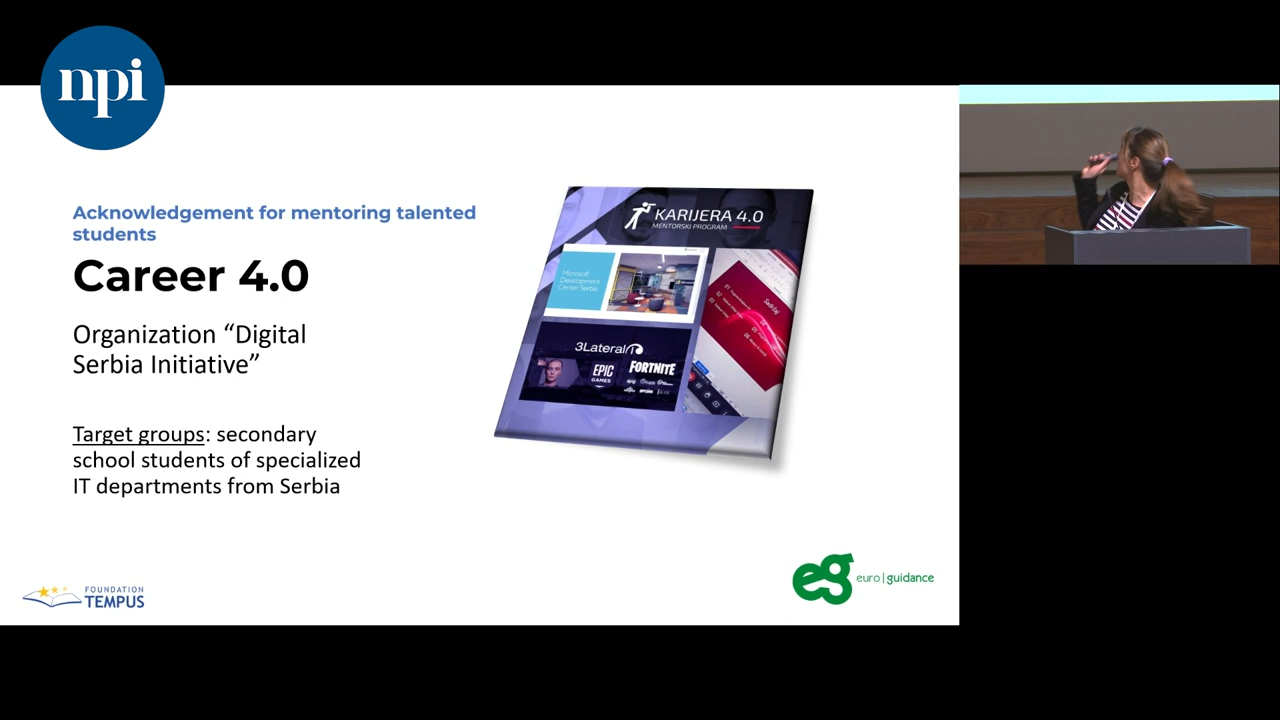 npi
Acknowledgement for mentoring talented
students
Career 4.0
Organization “Digital
Serbia Initiative”
Target groups: secondary
school students of specialized
IT departments from Serbia
KARIJERA 4.0
MENTORSKI PROGRAM
Microsoft
Development
Center Serbia
3Lateral
EPIC
GAMES
FORTNITE
Sadržaj
FOUNDATION
TEMPUS
eg euro|guidance